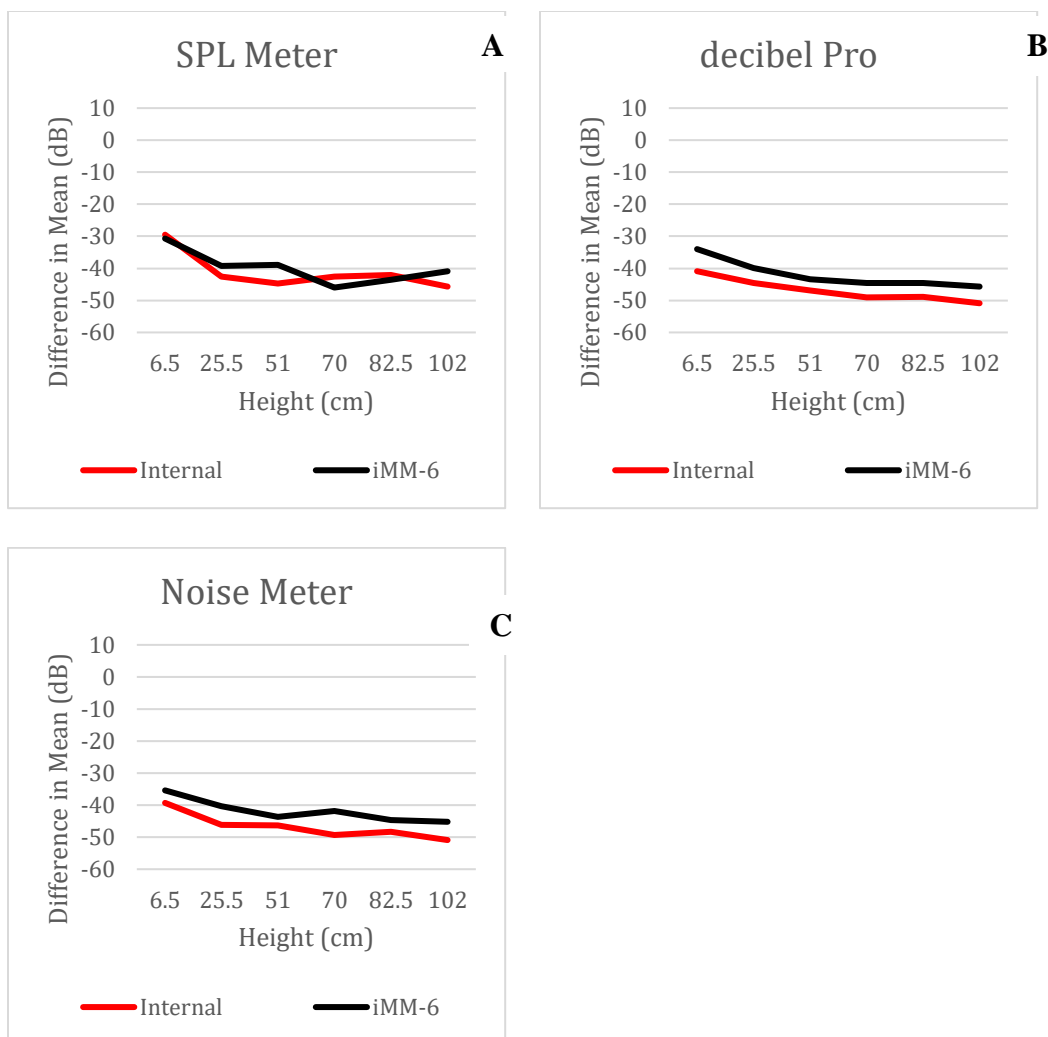 SPL Meter
A
Difference in Mean (dB)
10
0
-10
-20
-30
-40
-50
-60
6.5 25.5 51 70 82.5 102
Height (cm)
Internal iMM-6
decibel Pro
B
Difference in Mean (dB)
10
0
-10
-20
-30
-40
-50
-60
6.5 25.5 51 70 82.5 102
Height (cm)
Internal iMM-6
Noise Meter
C
Difference in Mean (dB)
10
0
-10
-20
-30
-40
-50
-60
6.5 25.5 51 70 82.5 102
Height (cm)
Internal iMM-6